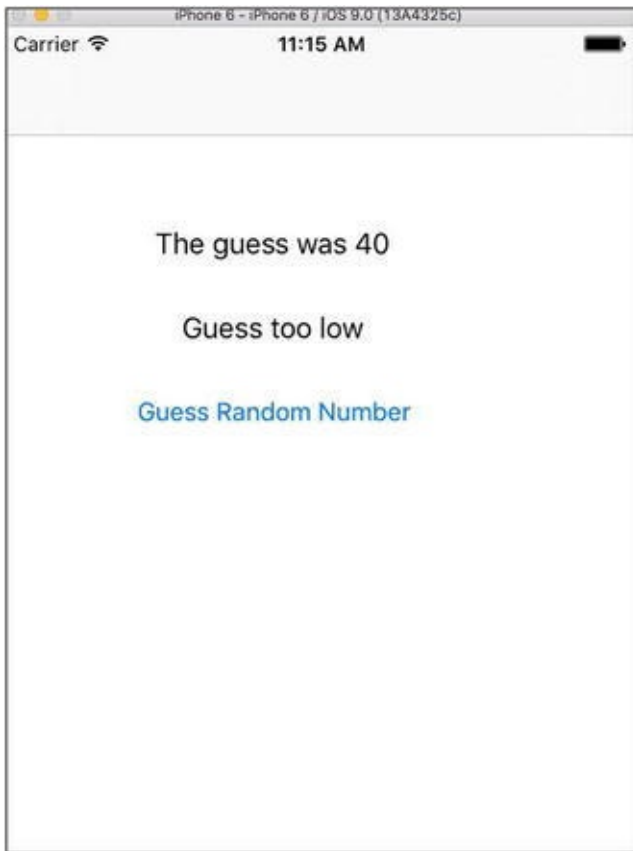 iPhone 6 - iPhone 6 / iOS 9.0 (13A4325c)
Carrier 11:15 AM
The guess was 40
Guess too low
Guess Random Number